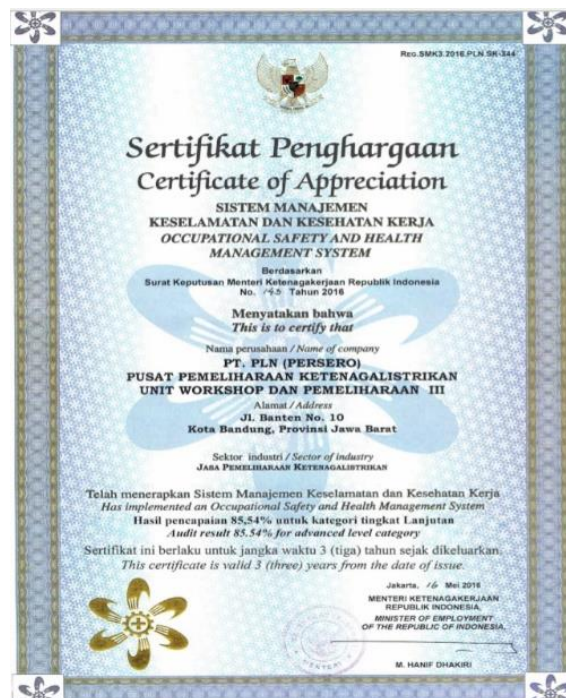 Reg.SMK3.2016.PLN.SK-344
Sertifikat Penghargaan
Certificate of Appreciation
SISTEM MANAJEMEN
KESELAMATAN DAN KESEHATAN KERJA
OCCUPATIONAL SAFETY AND HEALTH
MANAGEMENT SYSTEM
Berdasarkan
Surat Keputusan Menteri Ketenagakerjaan Republik Indonesia
No. Tahun 2016
Menyatakan bahwa
This is to certify that
Nama perusahaan / Name of company
PT. PLN (PERSERO)
PUSAT PEMELIHARAAN KETENAGALISTRIKAN
UNIT WORKSHOP DAN PEMELIHARAAN III
Alamat / Address
Jl. Banten No. 10
Kota Bandung, Provinsi Jawa Barat
Sektor industri / Sector of industry
JASA PEMELIHARAAN KETENAGALISTRIKAN
Telah menerapkan Sistem Manajemen Keselamatan dan Kesehatan Kerja
Has implemented an Occupational Safety and Health Management System
Hasil pencapaian 85,54% untuk kategori tingkat Lanjutan
Audit result 85.54% for advanced level category
Sertifikat ini berlaku untuk jangka waktu 3 (tiga) tahun sejak dikeluarkan.
This certificate is valid 3 (three) years from the date of issue.
Jakarta, 16 Mei 2016
MENTERI KETENAGAKERJAAN
REPUBLIK INDONESIA,
MINISTER OF EMPLOYMENT
OF THE REPUBLIC OF INDONESIA
MENTERI
M. HANIF DHAKIRI